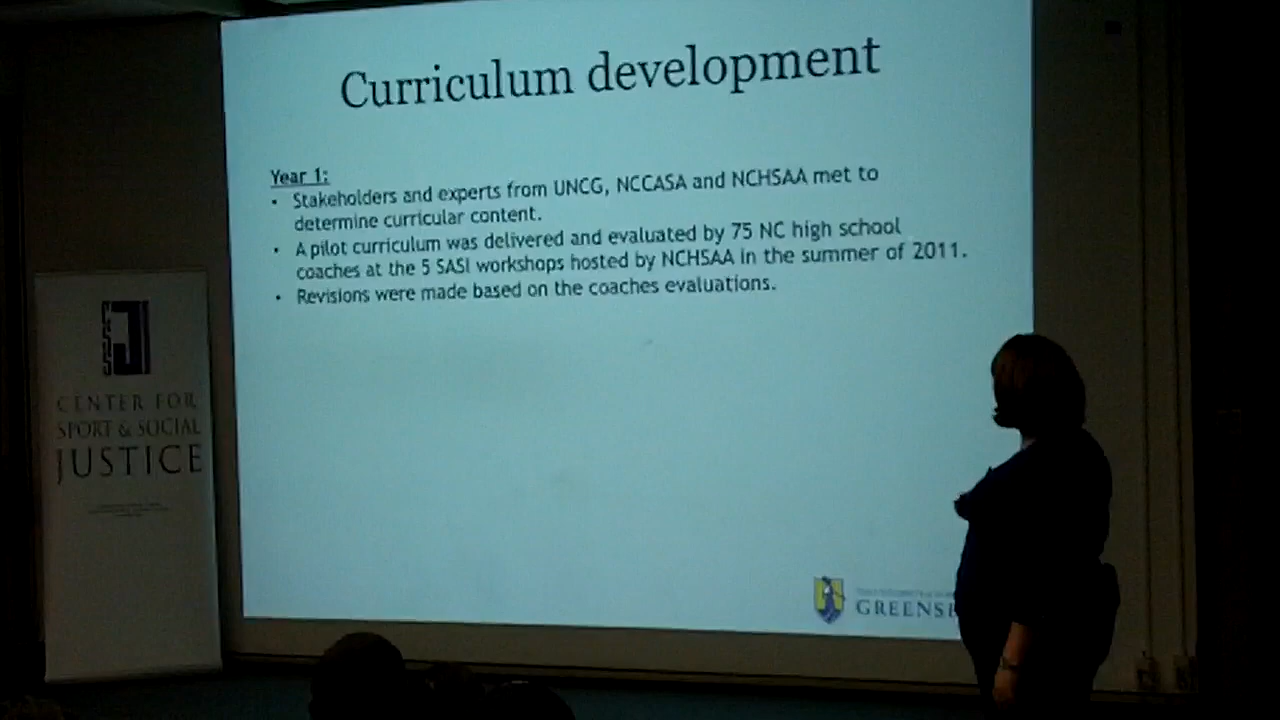 Curriculum development
Year 1:
• Stakeholders and experts from UNCG, NCCASA and NCHSAA met to
determine curricular content.
• A pilot curriculum was delivered and evaluated by 75 NC high school
coaches at the 5 SASI workshops hosted by NCHSAA in the summer of 2011.
• Revisions were made based on the coaches evaluations.
CENTER FOR
SPORT & SOCIAL
JUSTICE
GREENS